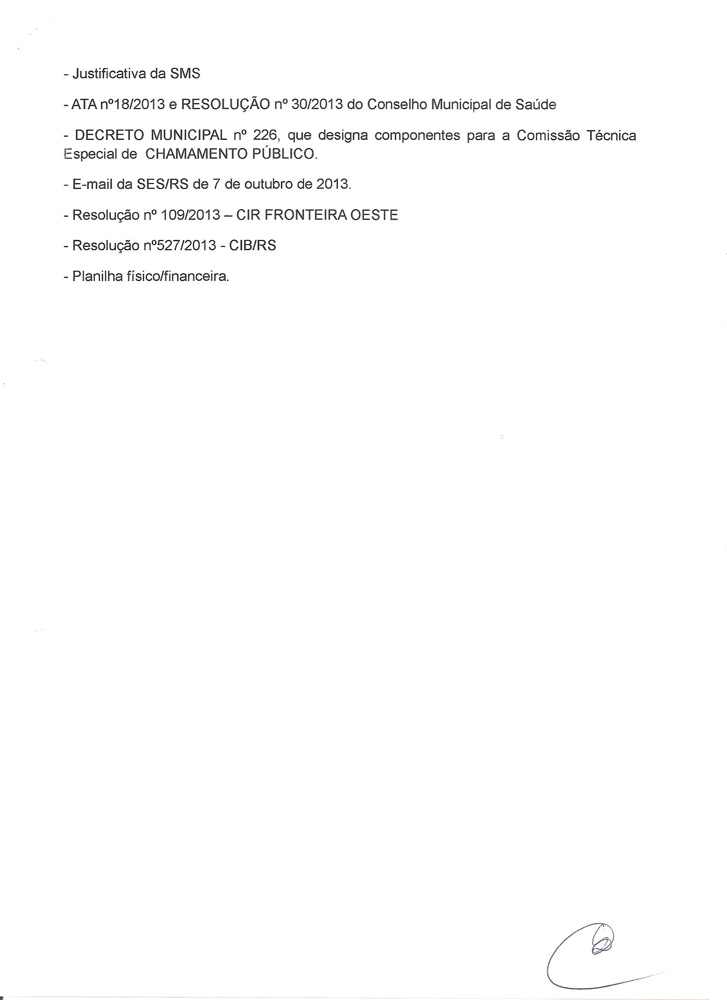 - Justificativa da SMS
- ATA nº18/2013 e RESOLUÇÃO nº 30/2013 do Conselho Municipal de Saúde
- DECRETO MUNICIPAL nº 226, que designa componentes para a Comissão Técnica
Especial de CHAMAMENTO PÚBLICO.
- E-mail da SES/RS de 7 de outubro de 2013.
- Resolução nº 109/2013 – CIR FRONTEIRA OESTE
- Resolução nº527/2013 - CIB/RS
- Planilha físico/financeira.